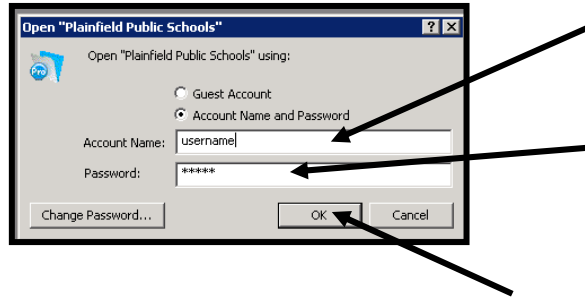 Open "Plainfield Public Schools"
Pro
Open "Plainfield Public Schools" using:
Guest Account
Account Name and Password
Account Name: username
Password: *****
Change Password... OK Cancel